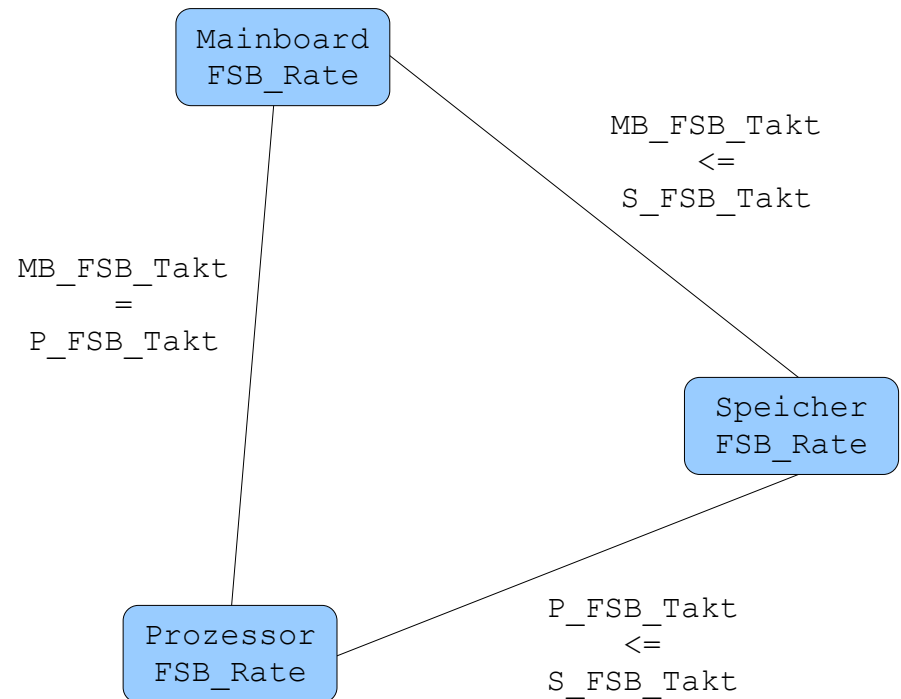 Mainboard
FSB_Rate
MB_FSB_Takt
<=
S_FSB_Takt
MB_FSB_Takt
=
P_FSB_Takt
Speicher
FSB_Rate
Prozessor
FSB_Rate
P_FSB_Takt
<=
S_FSB_Takt